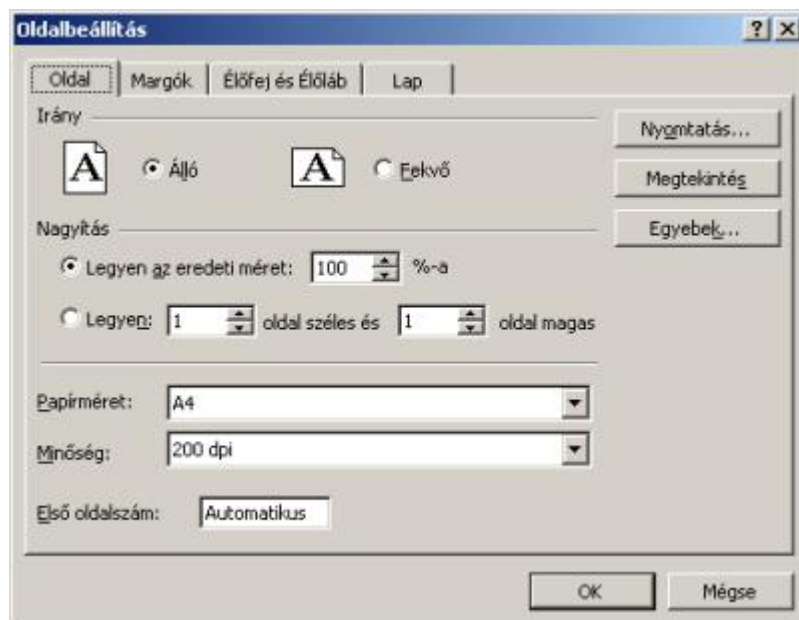 Oldalbeállítás
Oldal Margók Élőfej és Élőláb Lap
Irány
A Álló A Fekvő
Nyomtatás...
Megtekintés
Egyebek...
Nagyítás
Legyen az eredeti méret: 100 %-a
Legyen: 1 oldal széles és 1 oldal magas
Papírméret: A4
Minőség: 200 dpi
Első oldalszám: Automatikus
OK Mégse